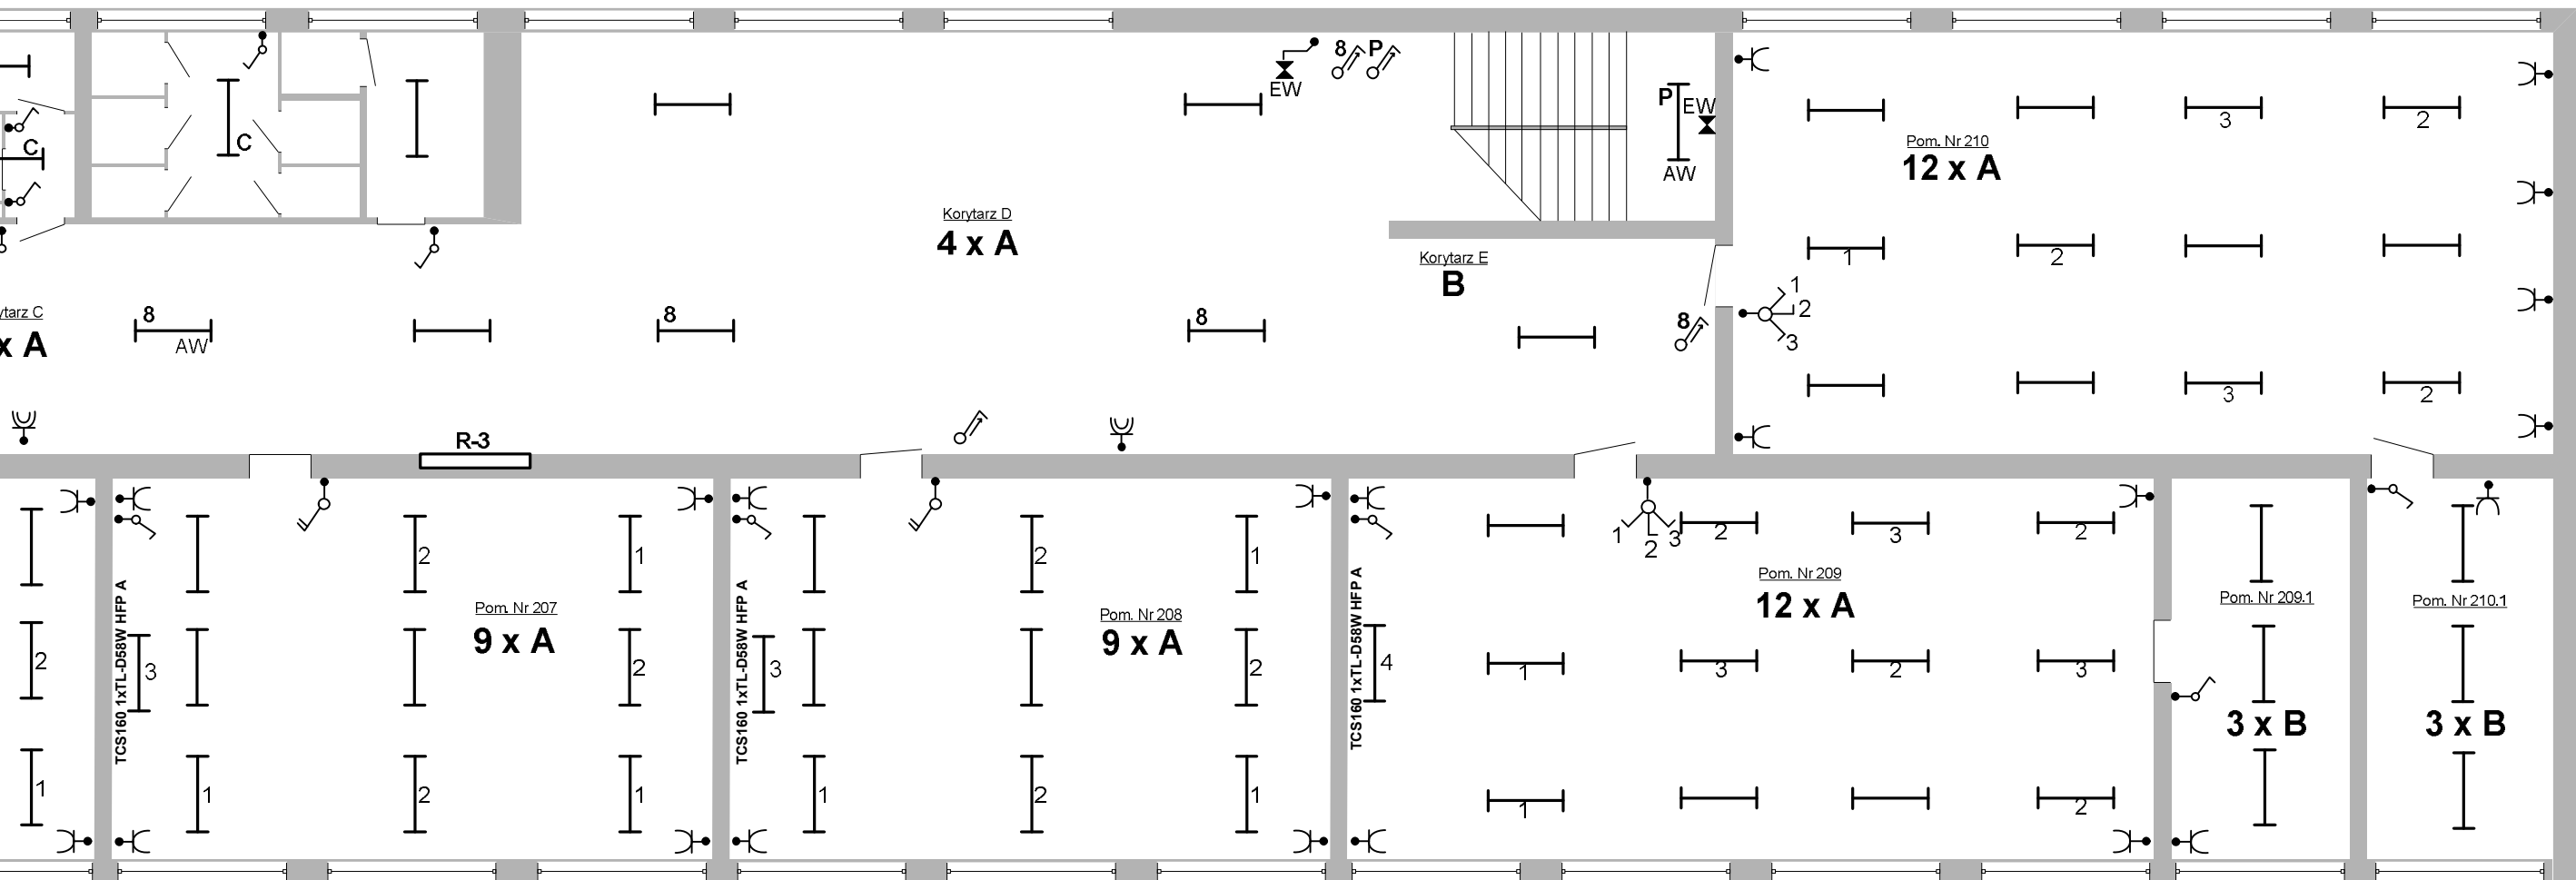 8 P
EW
P
EW
AW
C
C
Pom. Nr 210
12 x A
3
2
1
2
3
2
1
2
3
Korytarz D
4 x A
Korytarz E
B
8
ytarz C
x A
8
AW
8
8
R-3
2
1
TCS160 1xTL-D58W HFP A
3
Pom. Nr 207
9 x A
2
1
2
1
2
1
TCS160 1xTL-D58W HFP A
3
Pom. Nr 208
9 x A
2
1
2
1
2
1
TCS160 1xTL-D58W HFP A
4
1
2
3
2
3
2
Pom. Nr 209
12 x A
1
3
2
3
1
2
Pom. Nr 209.1
3 x B
Pom. Nr 210.1
3 x B